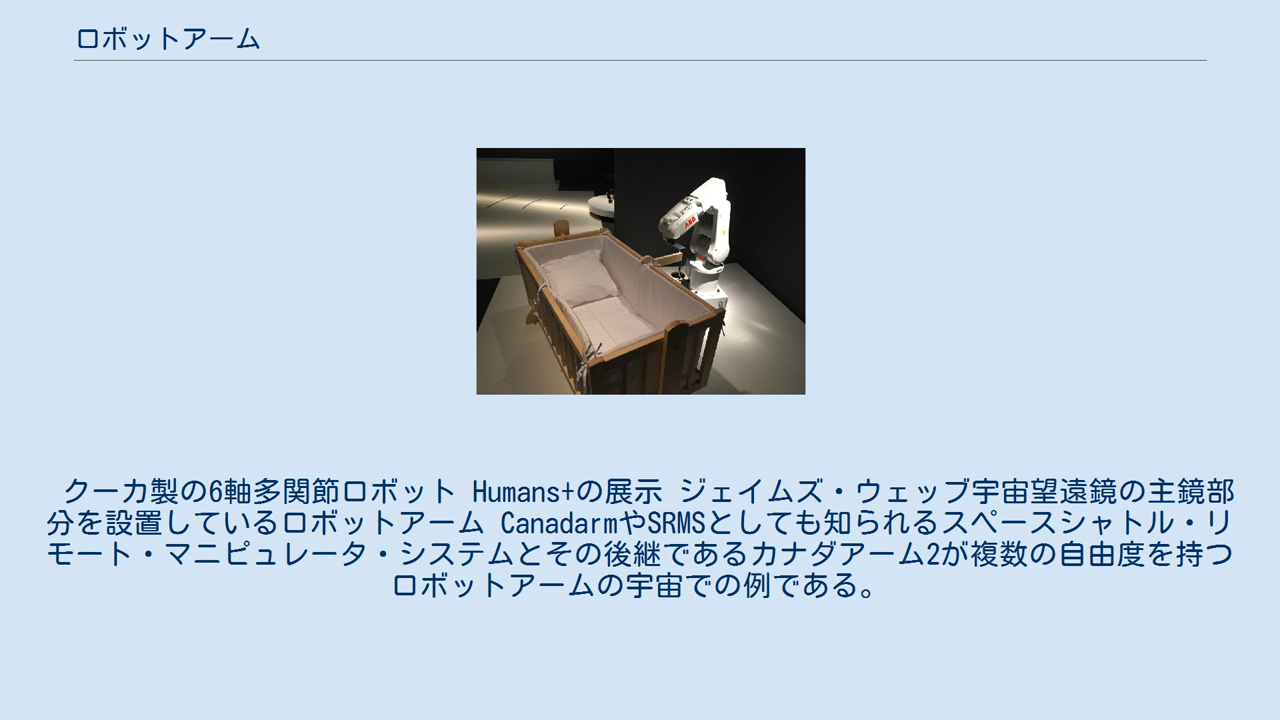 ロボットアーム
ABB
クーカ製の6軸多関節ロボット Humans+の展示 ジェイムズ・ウェッブ宇宙望遠鏡の主鏡部
分を設置しているロボットアーム CanadarmやSRMSとしても知られるスペースシャトル・リ
モート・マニピュレータ・システムとその後継であるカナダアーム2が複数の自由度を持つ
ロボットアームの宇宙での例である。